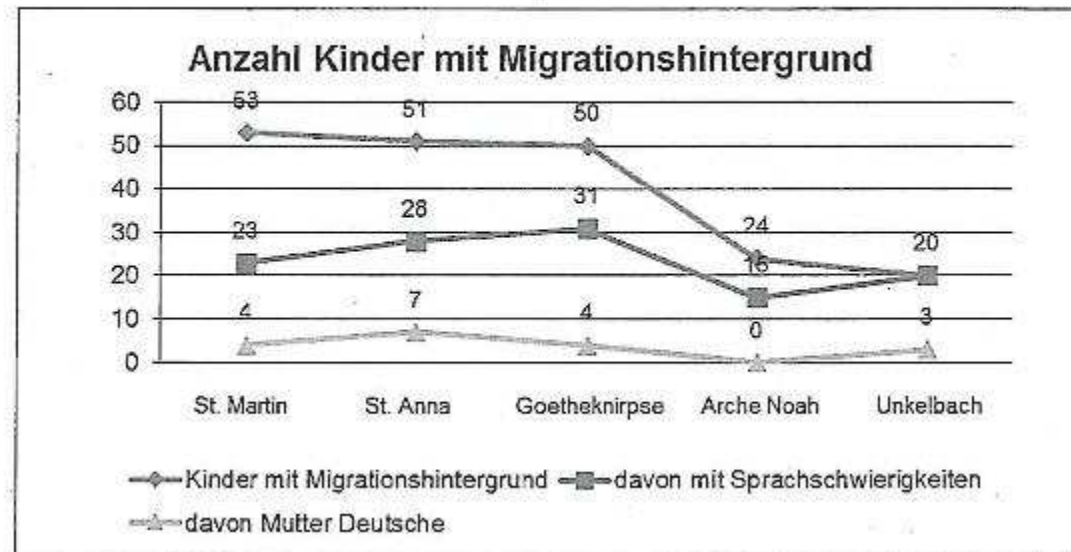 Anzahl Kinder mit Migrationshintergrund
60
50
40
30
20
10
0
53
51
50
24
20
23
28
31
15
4
7
4
0
3
St. Martin
St. Anna
Goetheknirpse
Arche Noah
Unkelbach
Kinder mit Migrationshintergrund
davon mit Sprachschwierigkeiten
davon Mutter Deutsche